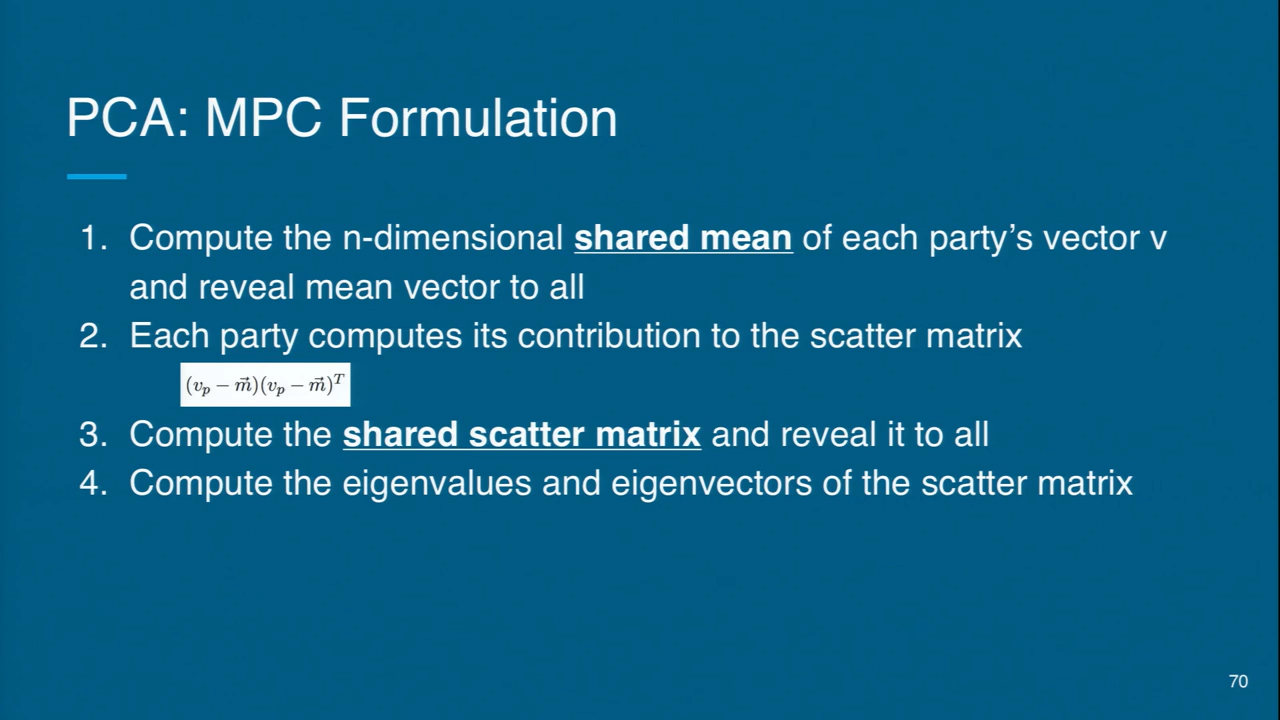 PCA: MPC Formulation
1. Compute the n-dimensional shared mean of each party’s vector v
and reveal mean vector to all
2. Each party computes its contribution to the scatter matrix
$(v_p - \vec{m})(v_p - \vec{m})^T$
3. Compute the shared scatter matrix and reveal it to all
4. Compute the eigenvalues and eigenvectors of the scatter matrix
70